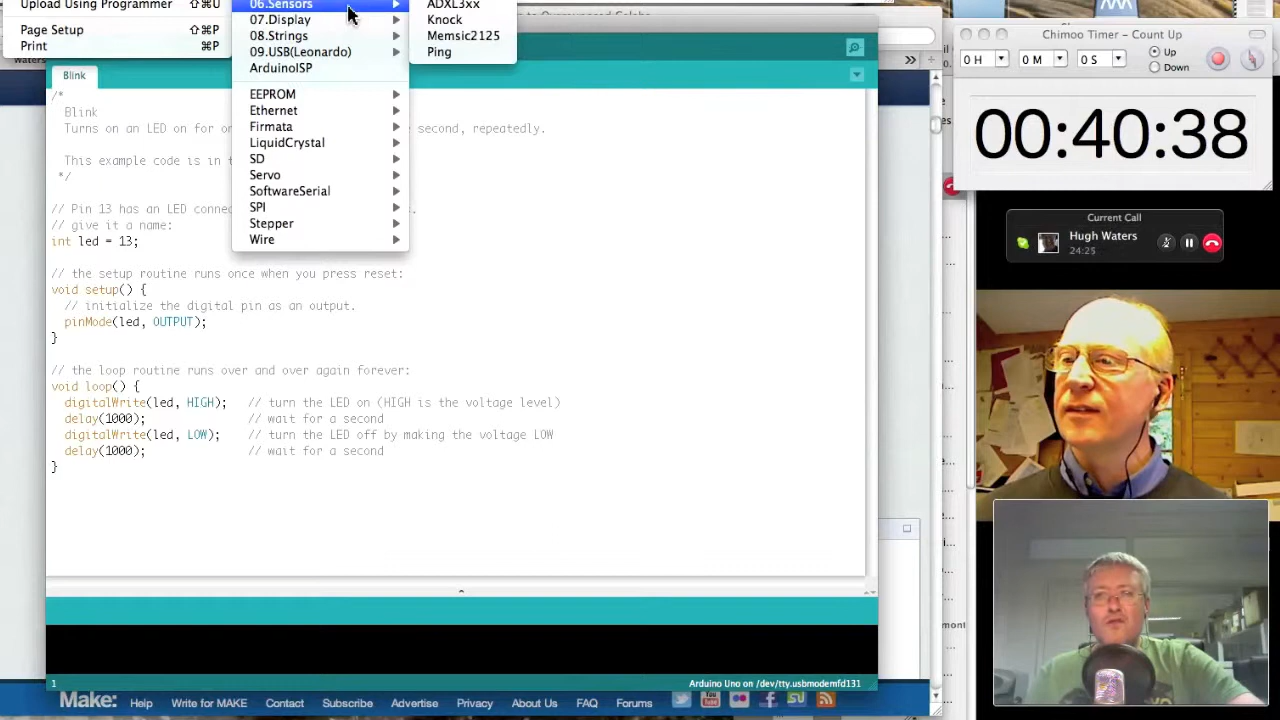 Upload Using Programmer ⇧⌘U
Page Setup ⇧⌘P
Print ⌘P
06.Sensors
07.Display
08.Strings
09.USB(Leonardo)
ArduinoISP
EEPROM
Ethernet
Firmata
LiquidCrystal
SD
Servo
SoftwareSerial
SPI
Stepper
Wire
ADXL3xx
Knock
Memsic2125
Ping
Blink
/*
Blink
Turns on an LED on for on
second, repeatedly.
This example code is in t
*/
// Pin 13 has an LED connec
// give it a name:
int led = 13;
// the setup routine runs once when you press reset:
void setup() {
// initialize the digital pin as an output.
pinMode(led, OUTPUT);
}
// the loop routine runs over and over again forever:
void loop() {
digitalWrite(led, HIGH); // turn the LED on (HIGH is the voltage level)
delay(1000); // wait for a second
digitalWrite(led, LOW); // turn the LED off by making the voltage LOW
delay(1000); // wait for a second
}
1
Arduino Uno on /dev/tty.usbmodemfd131
Make: Help Write for MAKE Contact Subscribe Advertise Privacy About Us FAQ Forums
Chimoo Timer - Count Up
0 H 0 M 0 S Up
Down
00:40:38
Current Call
Hugh Waters
24:25